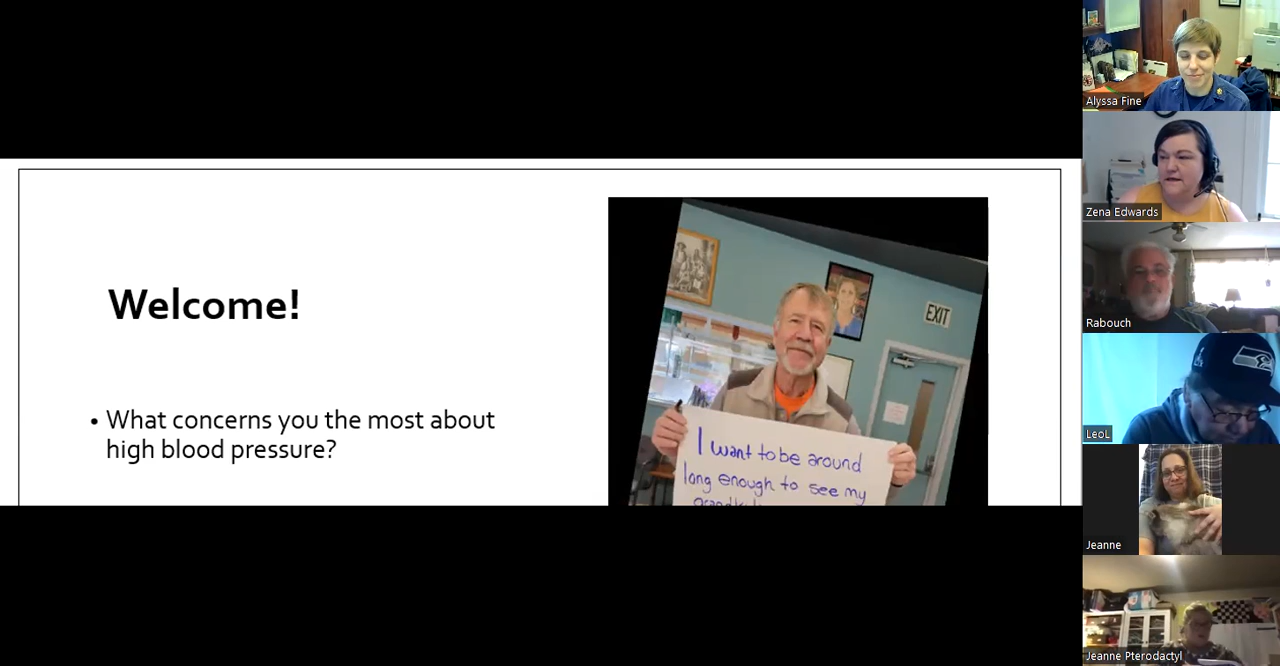 Welcome!
• What concerns you the most about
high blood pressure?
EXIT
I want to be around
long enough to see my
Alyssa Fine
Zena Edwards
Rabouch
LeoL
Jeanne
Jeanne Pterodactyl